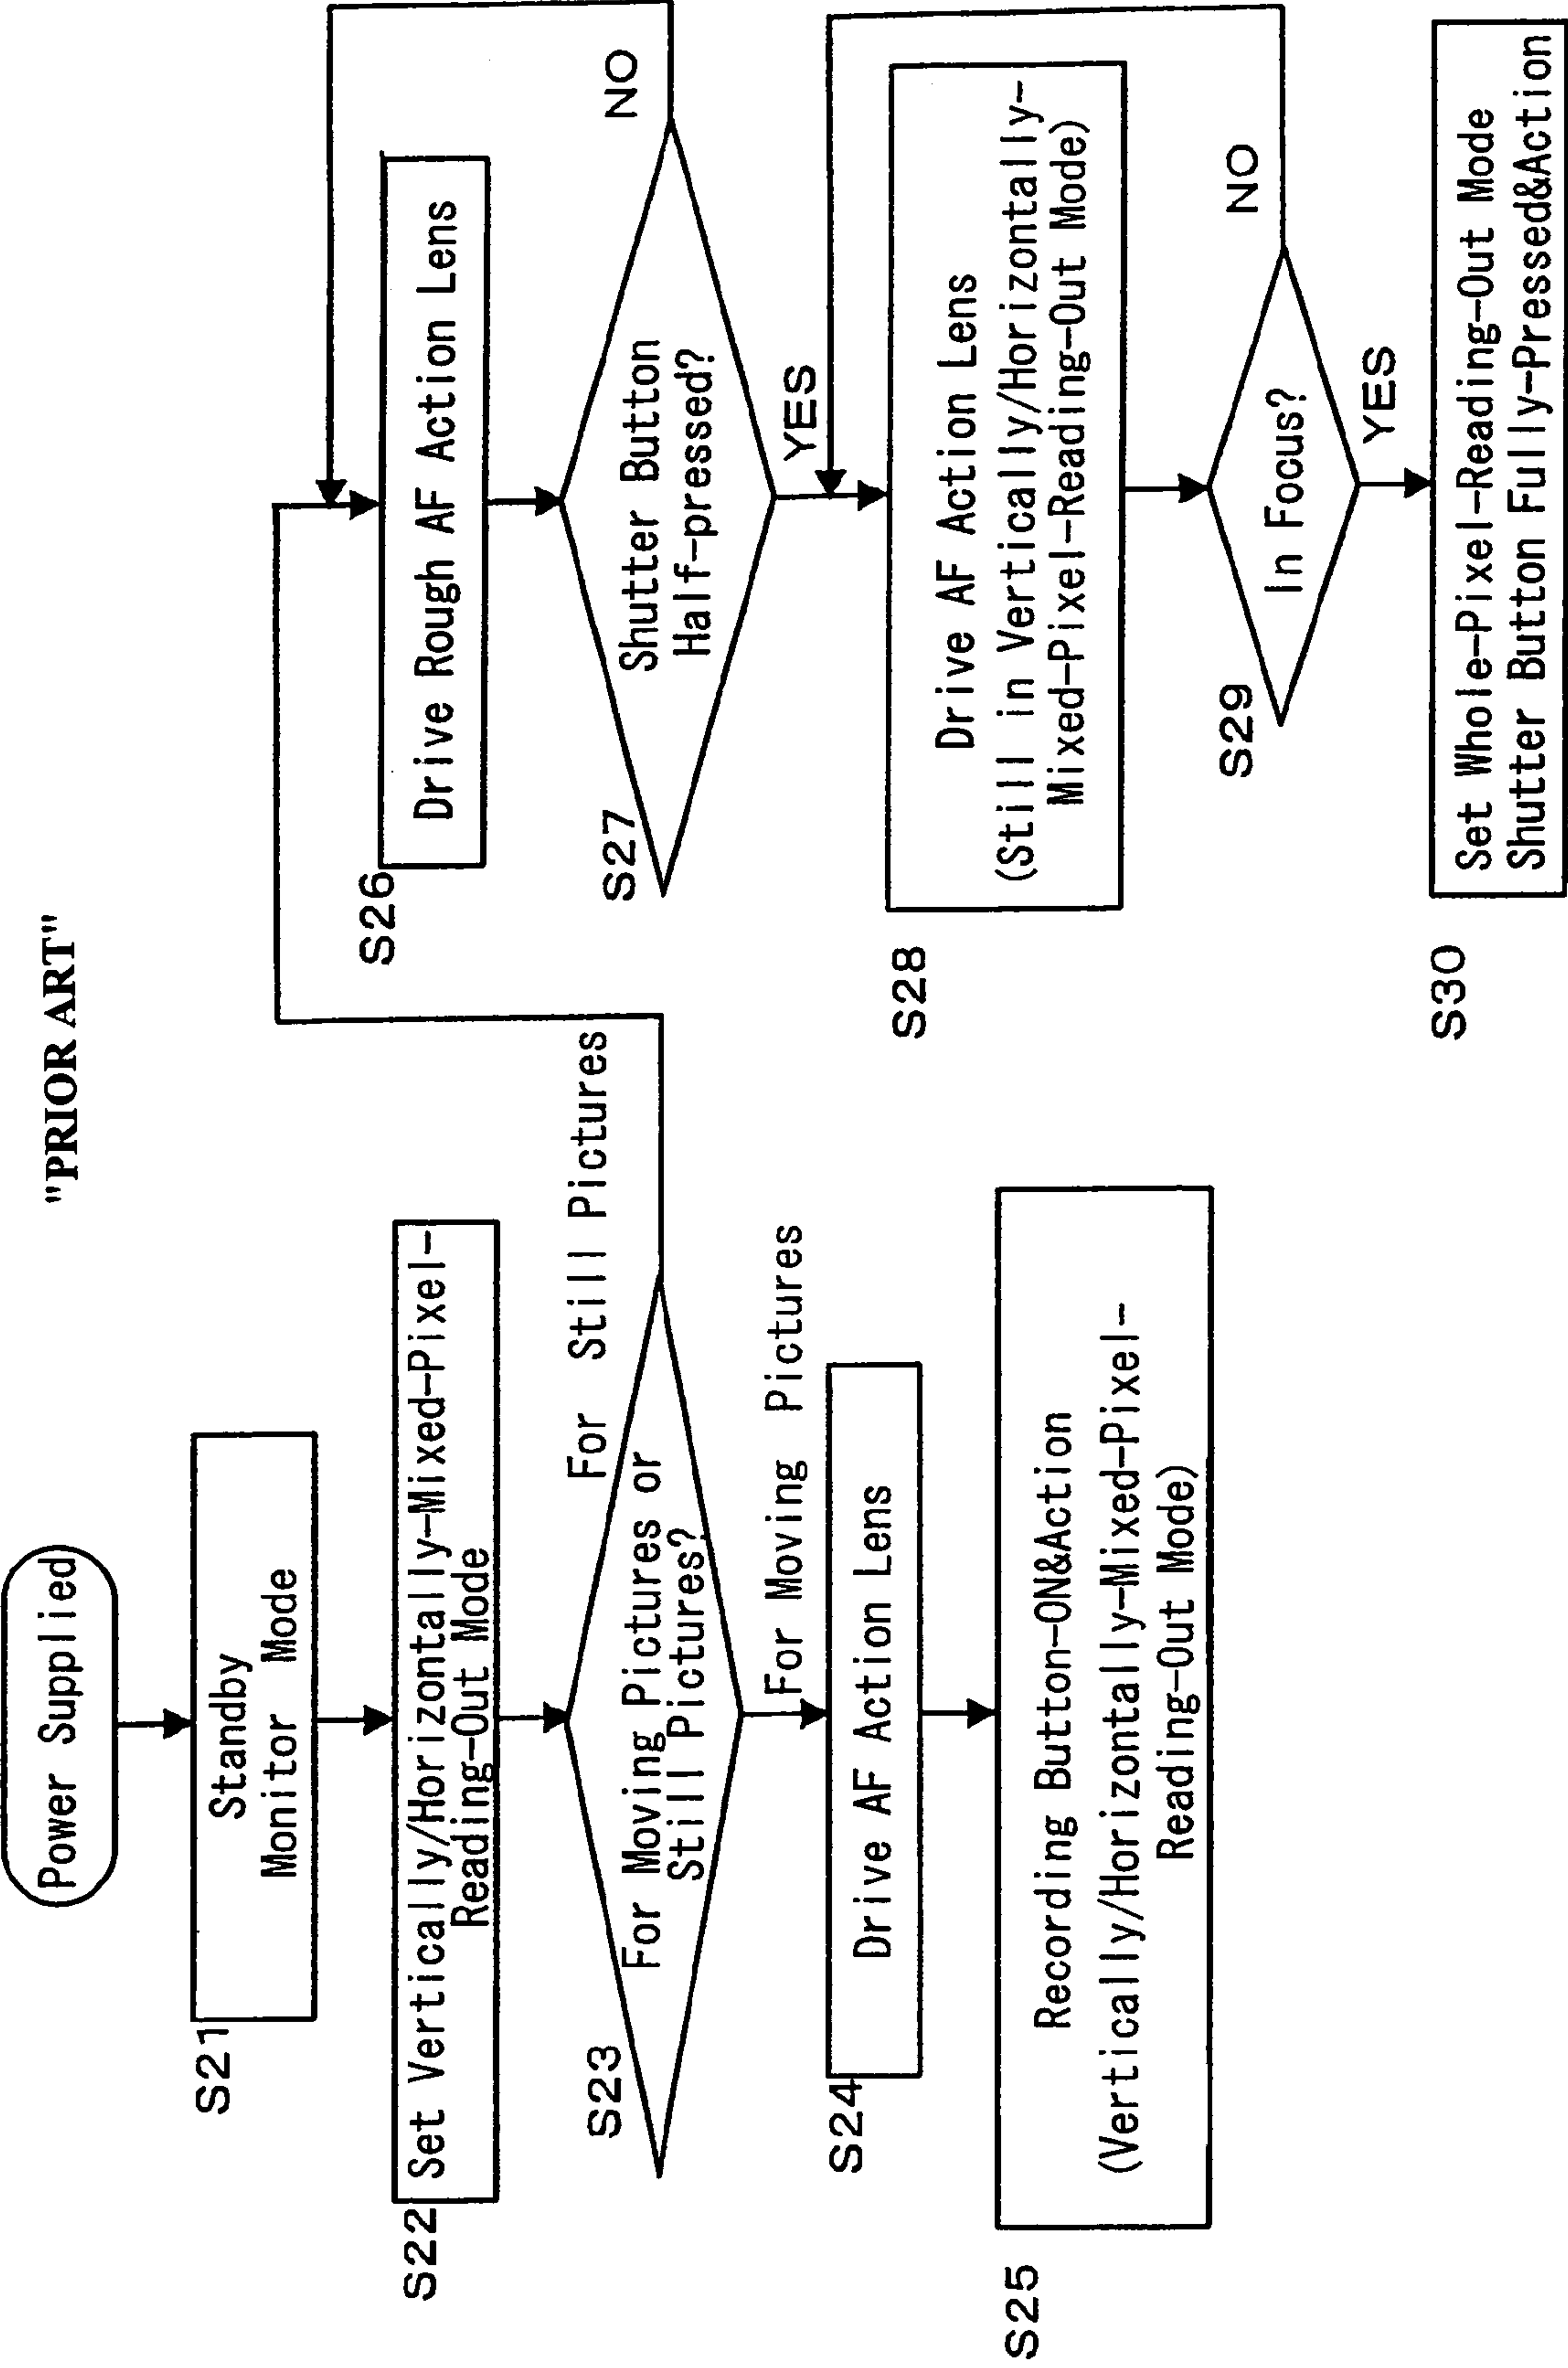 "PRIOR ART"
Power Supplied
S21
Standby
Monitor Mode
S22
Set Vertically/Horizontally-Mixed-Pixel-
Reading-Out Mode
S23
For Moving Pictures or
Still Pictures?
For Still Pictures
For Moving Pictures
S24
Drive AF Action Lens
S25
Recording Button-ON&Action
(Vertically/Horizontally-Mixed-Pixel-
Reading-Out Mode)
S26
Drive Rough AF Action Lens
S27
Shutter Button
Half-pressed?
NO
YES
S28
Drive AF Action Lens
(Still in Vertically/Horizontally-
Mixed-Pixel-Reading-Out Mode)
S29
In Focus?
NO
YES
S30
Set Whole-Pixel-Reading-Out Mode
Shutter Button Fully-Pressed&Action